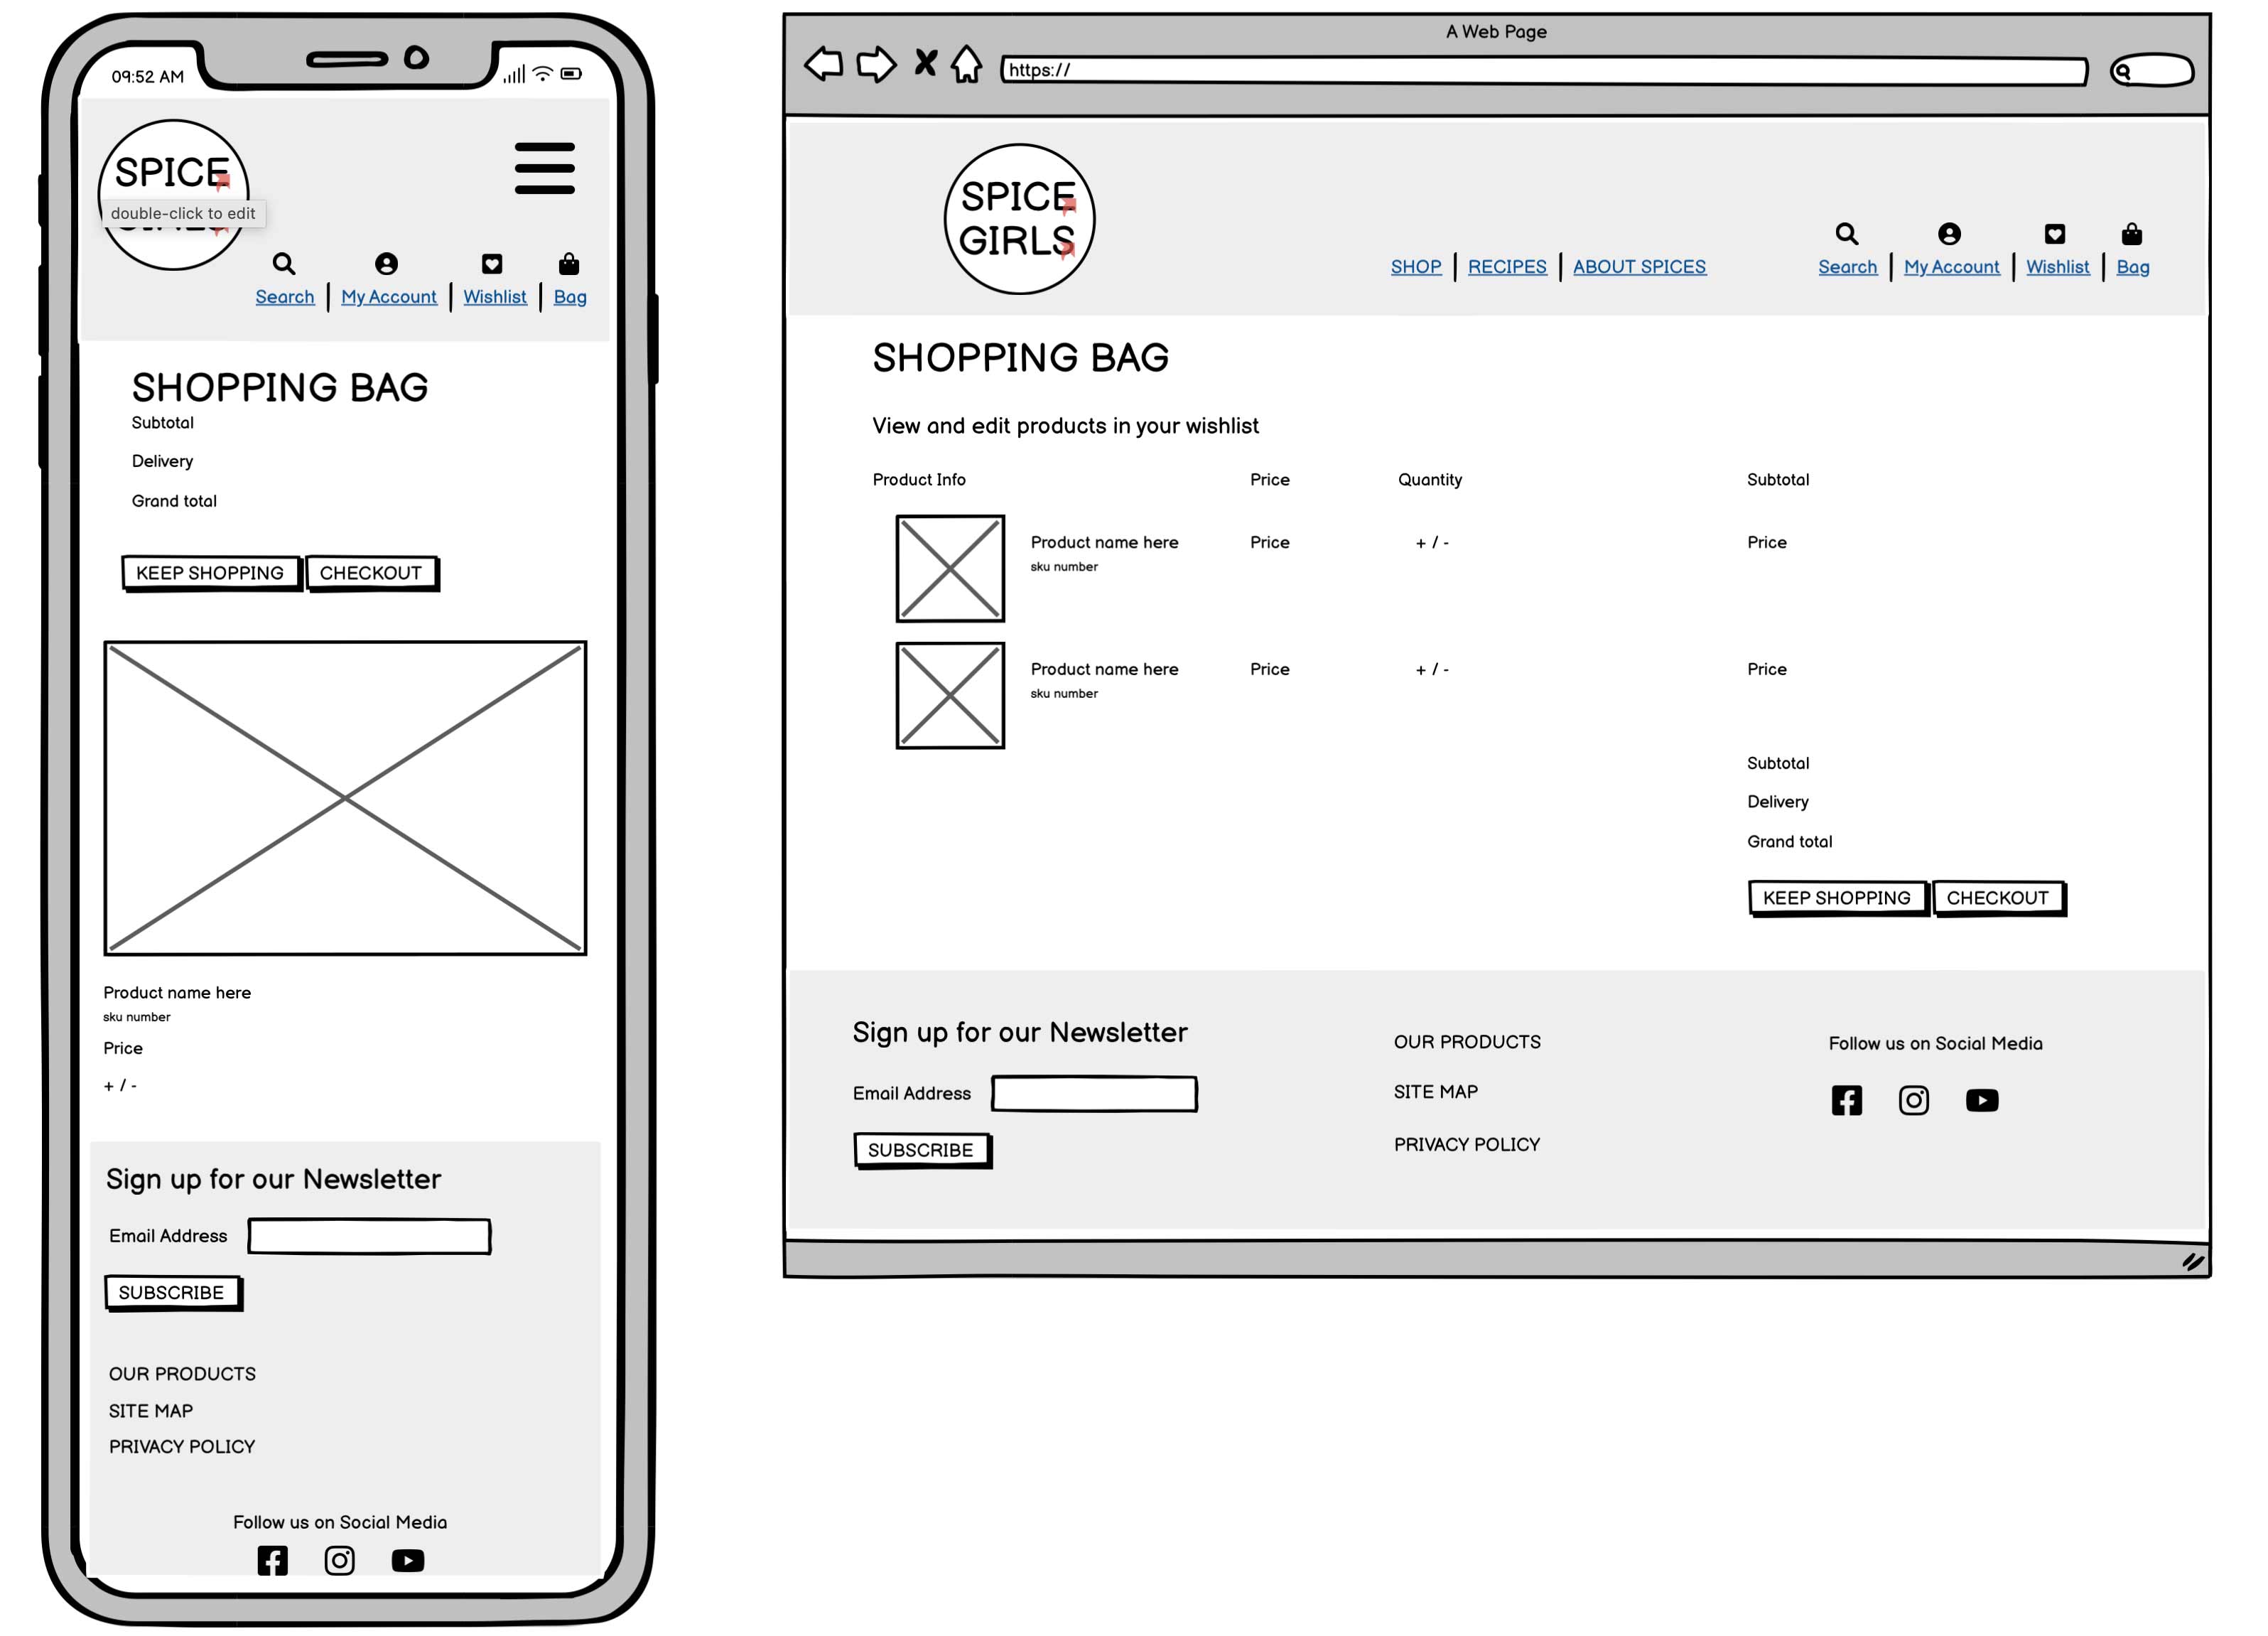 09:52 AM
SPICE
double-click to edit
Search | My Account | Wishlist | Bag
SHOPPING BAG
Subtotal
Delivery
Grand total
KEEP SHOPPING CHECKOUT
Product name here
sku number
Price
+ / -
Sign up for our Newsletter
Email Address
SUBSCRIBE
OUR PRODUCTS
SITE MAP
PRIVACY POLICY
Follow us on Social Media
A Web Page
https://
SPICE
GIRLS
SHOP | RECIPES | ABOUT SPICES
Search | My Account | Wishlist | Bag
SHOPPING BAG
View and edit products in your wishlist
Product Info Price Quantity Subtotal
Product name here Price + / - Price
sku number
Product name here Price + / - Price
sku number
Subtotal
Delivery
Grand total
KEEP SHOPPING CHECKOUT
Sign up for our Newsletter
Email Address
SUBSCRIBE
OUR PRODUCTS
SITE MAP
PRIVACY POLICY
Follow us on Social Media